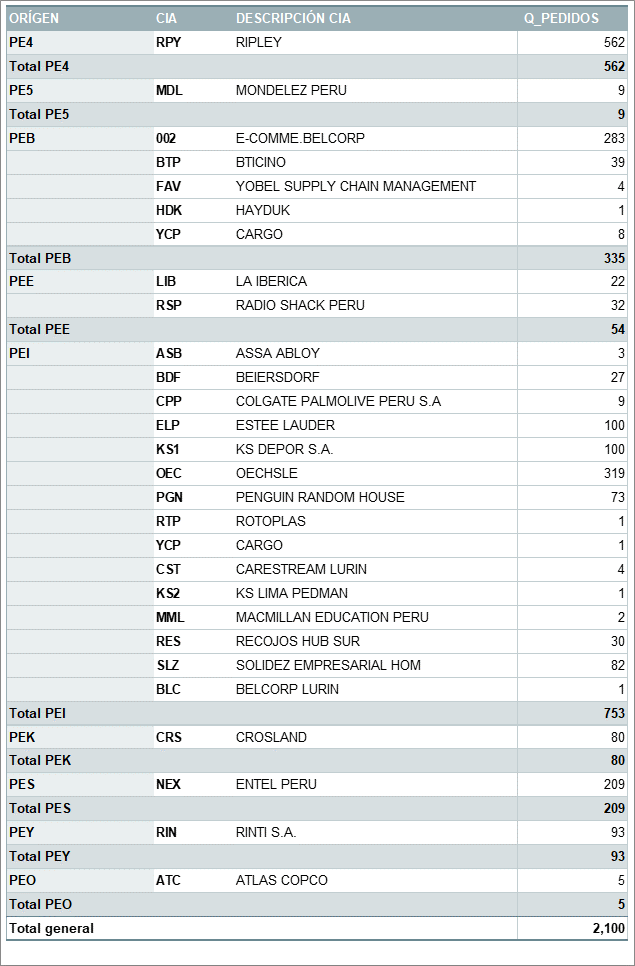 ORÍGEN CIA DESCRIPCIÓN CIA Q_PEDIDOS
PE4 RPY RIPLEY 562
Total PE4 562
PE5 MDL MONDELEZ PERU 9
Total PE5 9
PEB 002 E-COMME.BELCORP 283
BTP BTICINO 39
FAV YOBEL SUPPLY CHAIN MANAGEMENT 4
HDK HAYDUK 1
YCP CARGO 8
Total PEB 335
PEE LIB LA IBERICA 22
RSP RADIO SHACK PERU 32
Total PEE 54
PEI ASB ASSA ABLOY 3
BDF BEIERSDORF 27
CPP COLGATE PALMOLIVE PERU S.A 9
ELP ESTEE LAUDER 100
KS1 KS DEPOR S.A. 100
OEC OECHSLE 319
PGN PENGUIN RANDOM HOUSE 73
RTP ROTOPLAS 1
YCP CARGO 1
CST CARESTREAM LURIN 4
KS2 KS LIMA PEDMAN 1
MML MACMILLAN EDUCATION PERU 2
RES RECOJOS HUB SUR 30
SLZ SOLIDEZ EMPRESARIAL HOM 82
BLC BELCORP LURIN 1
Total PEI 753
PEK CRS CROSLAND 80
Total PEK 80
PES NEX ENTEL PERU 209
Total PES 209
PEY RIN RINTI S.A. 93
Total PEY 93
PEO ATC ATLAS COPCO 5
Total PEO 5
Total general 2,100